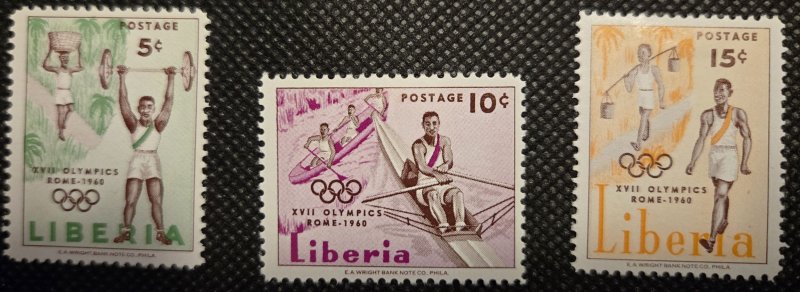 POSTAGE
5¢
XVII OLYMPICS
ROME-1960
LIBERIA
E.A. WRIGHT BANK NOTE CO., PHILA.
POSTAGE 10¢
XVII OLYMPICS
ROME-1960
Liberia
E.A. WRIGHT BANK NOTE CO., PHILA.
POSTAGE
15¢
XVII OLYMPICS
ROME-1960
Liberia
E.A. WRIGHT BANK NOTE CO., PHILA.